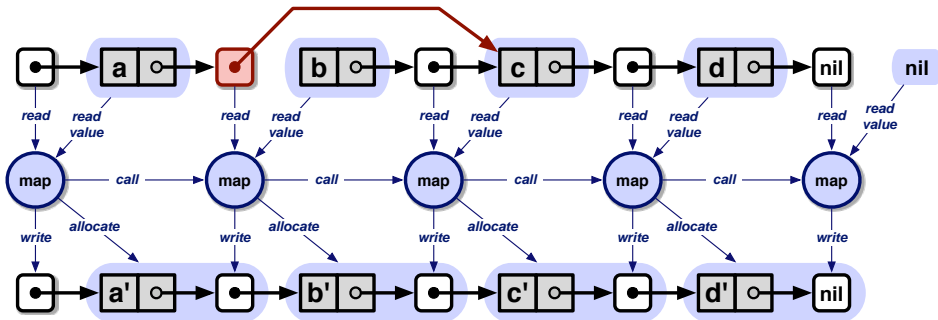 a b c d nil nil
read read value read read value read read value read read value read read value
map call map call map call map call map
write allocate write allocate write allocate write allocate write
a' b' c' d' nil